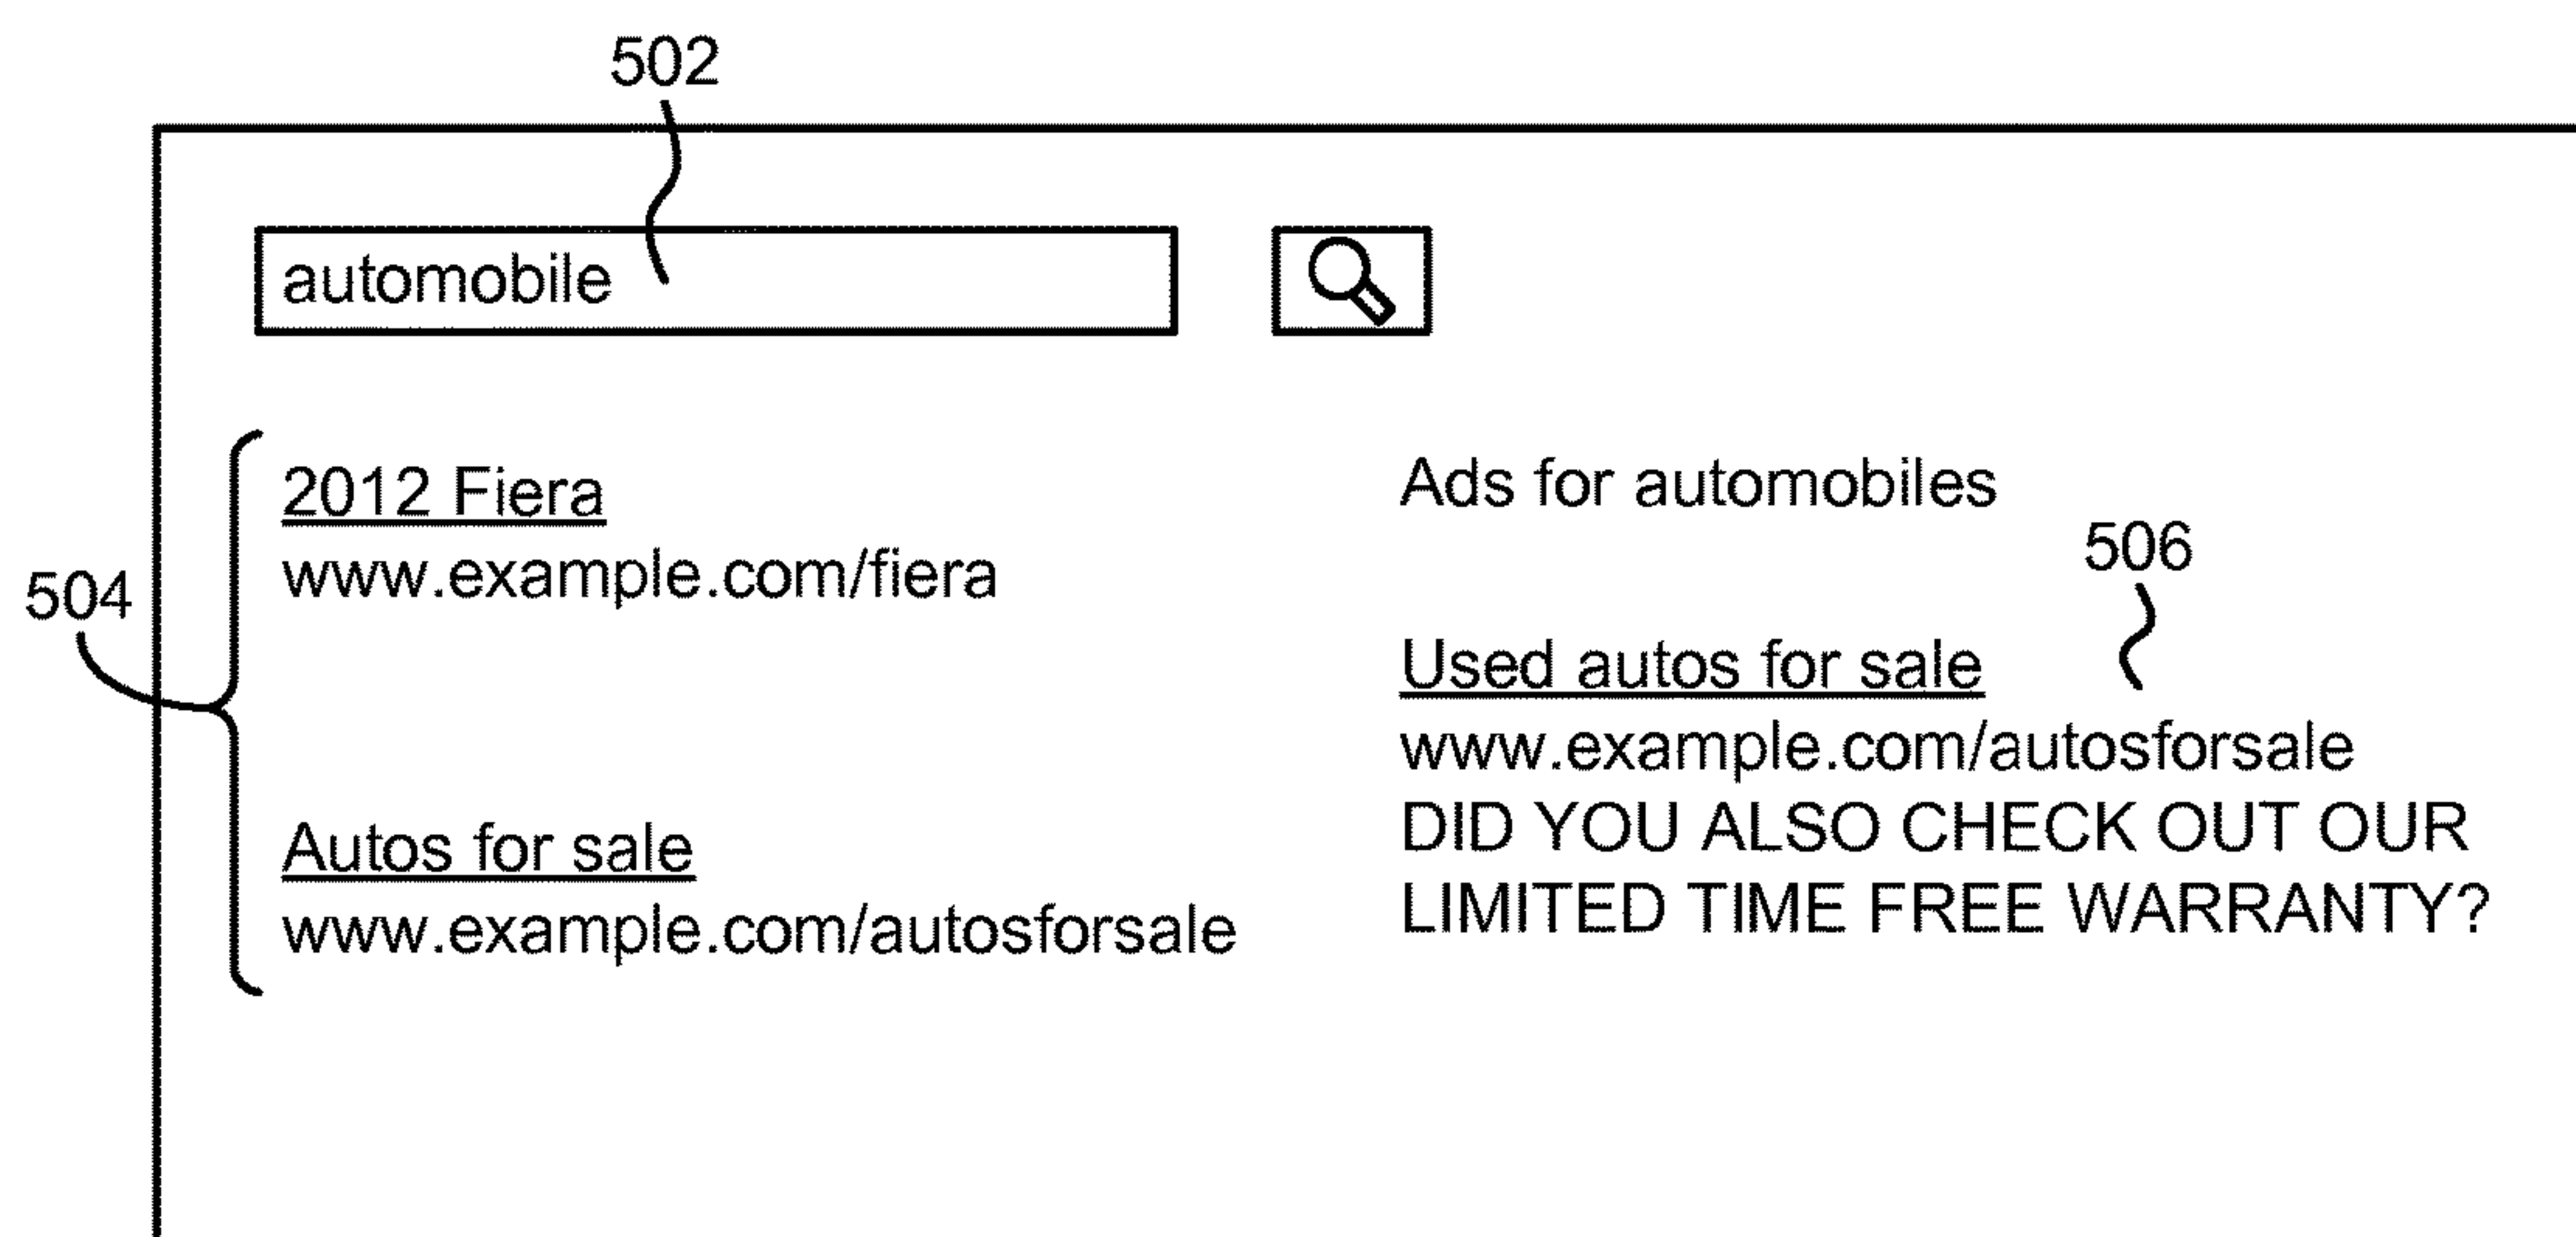 502
automobile
504
2012 Fiera
www.example.com/fiera
Autos for sale
www.example.com/autosforsale
Ads for automobiles
506
Used autos for sale
www.example.com/autosforsale
DID YOU ALSO CHECK OUT OUR
LIMITED TIME FREE WARRANTY?